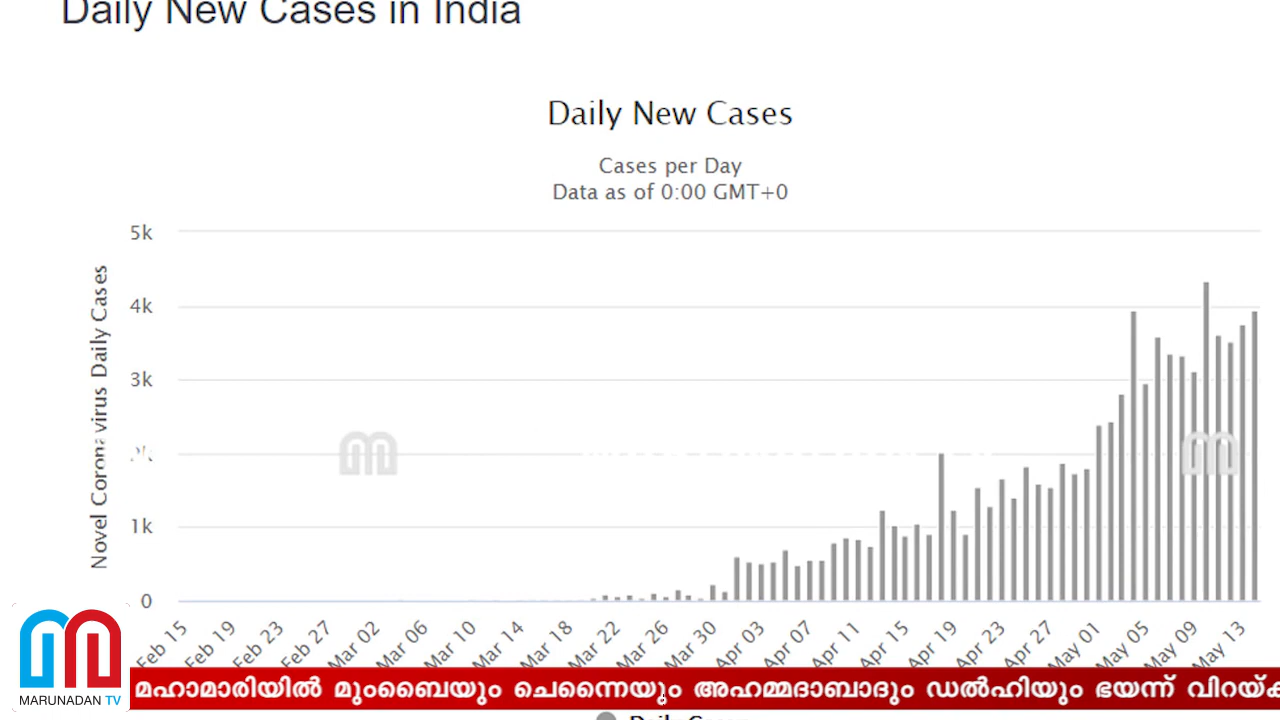 Daily New Cases in India
Daily New Cases
Cases per Day
Data as of 0:00 GMT+0
Novel Coronavirus Daily Cases
5k
4k
3k
1k
0
Feb 15
Feb 19
Feb 23
Feb 27
Mar 02
Mar 06
Mar 10
Mar 14
Mar 18
Mar 22
Mar 26
Mar 30
Apr 03
Apr 07
Apr 11
Apr 15
Apr 19
Apr 23
Apr 27
May 01
May 05
May 09
May 13
മഹാമാരിയിൽ മുംബൈയും ചെന്നൈയും അഹമ്മദാബാദും ഡൽഹിയും ഭയന്ന്
MARUNADAN TV
Daily Cases